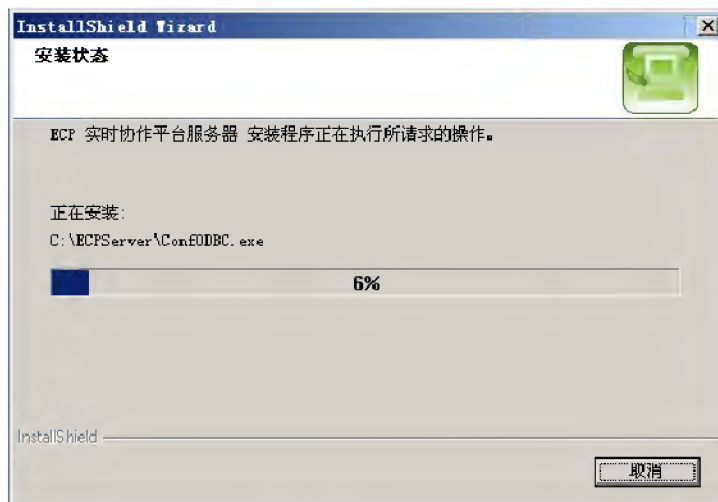 InstallShield Wizard
安装状态
ECP 实时协作平台服务器 安装程序正在执行所请求的操作。
正在安装:
C:\ECPServer\ConfODBC.exe
6%
InstallShield
取消